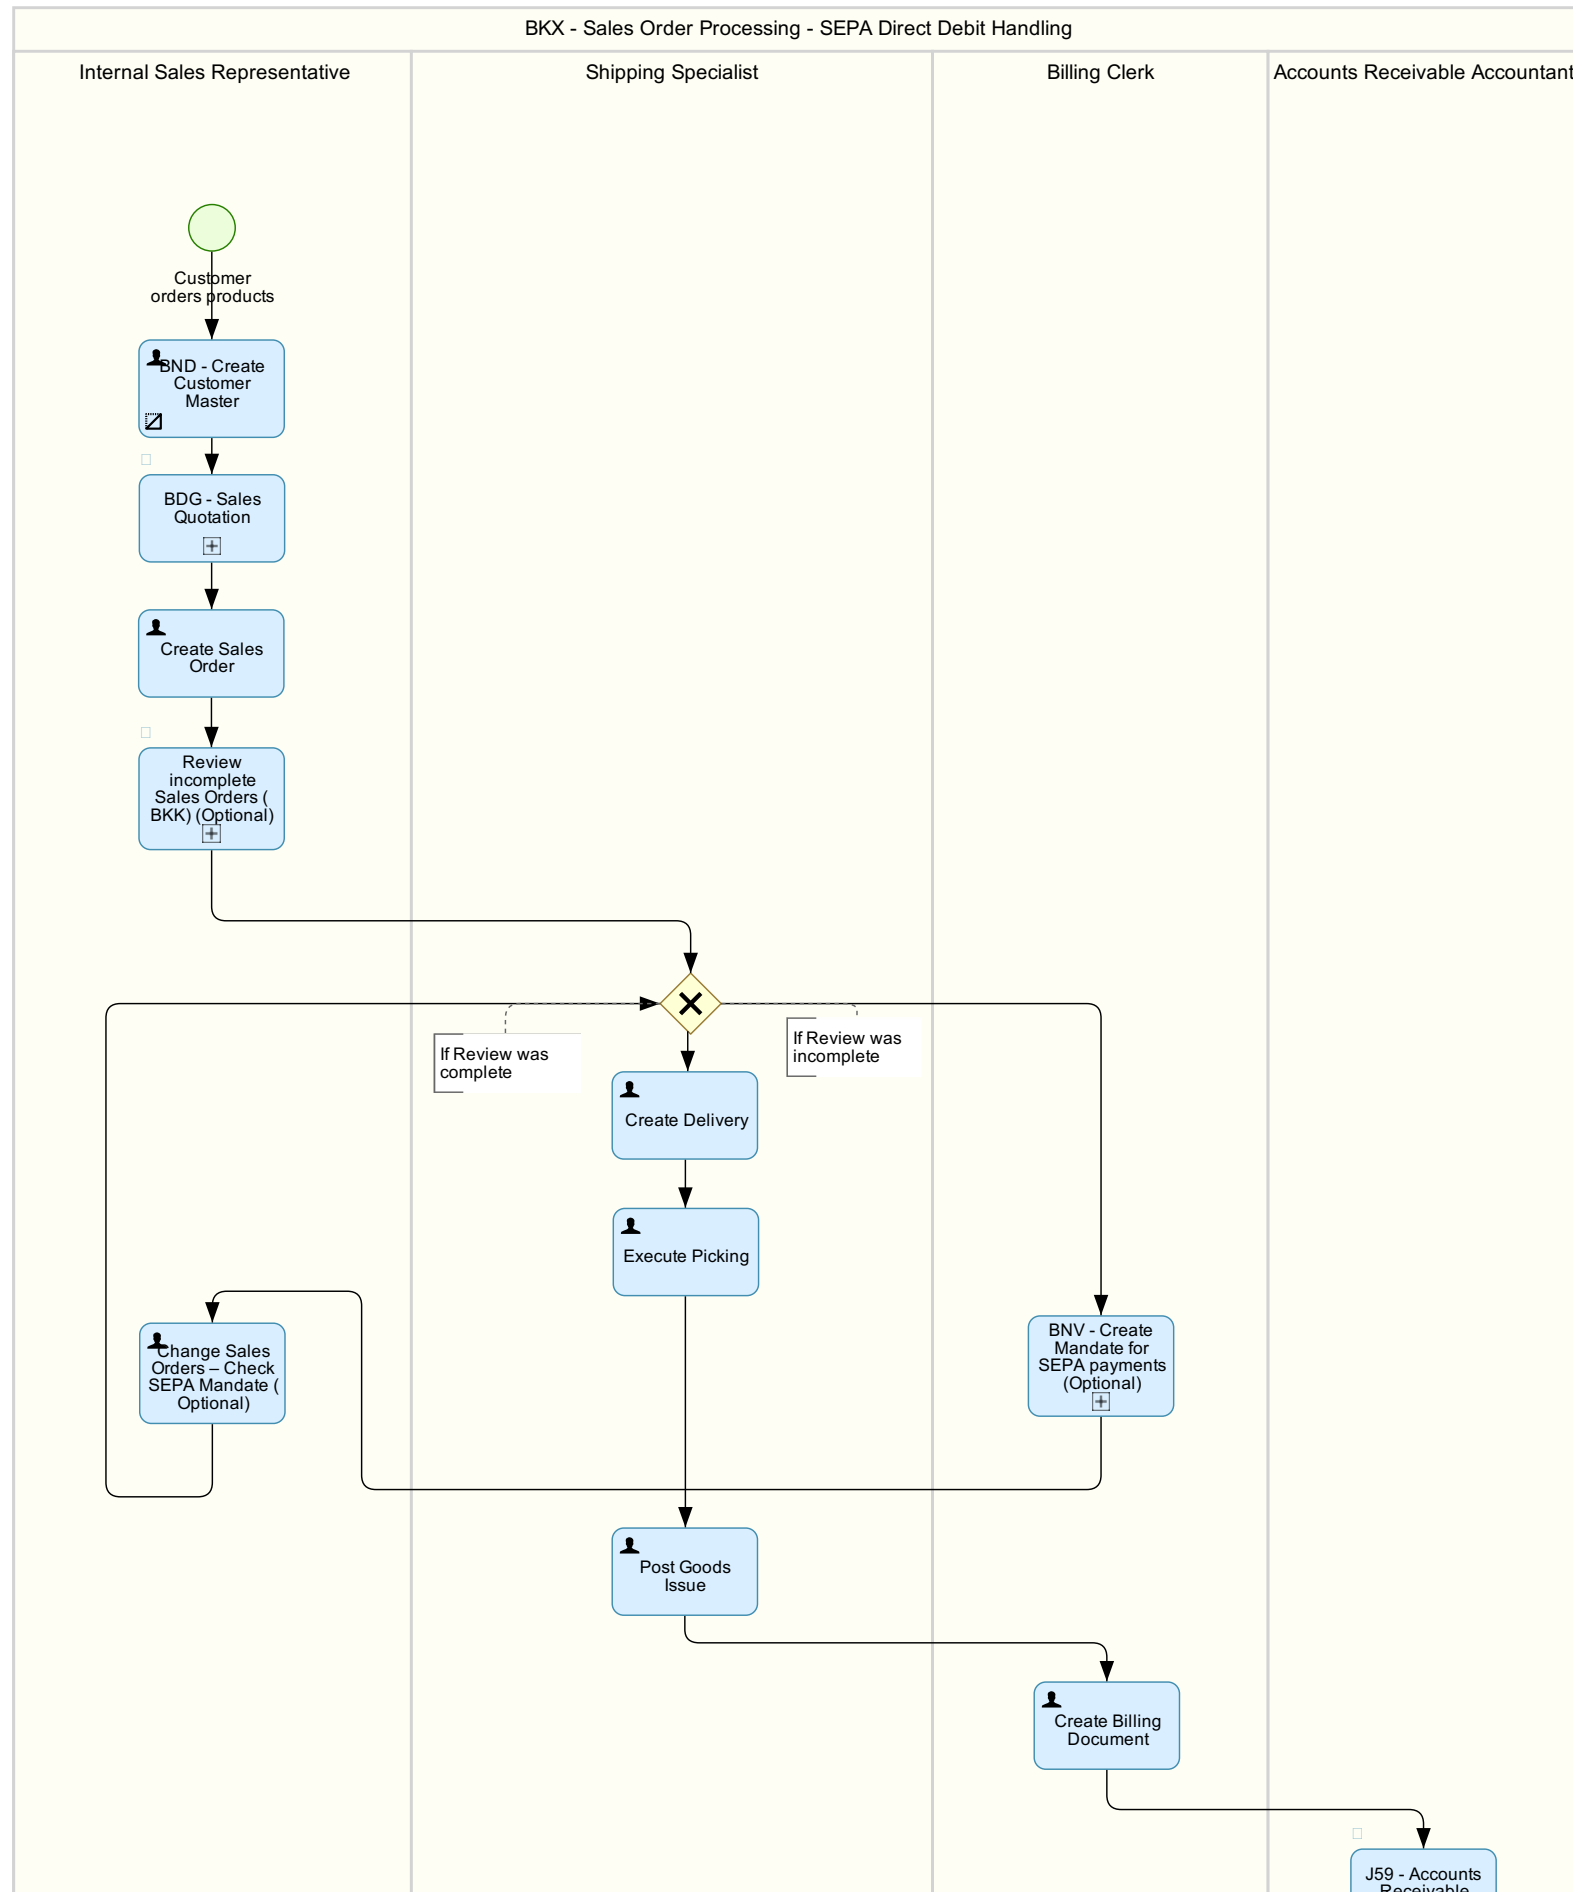 BKX - Sales Order Processing - SEPA Direct Debit Handling
Internal Sales Representative
Shipping Specialist
Billing Clerk
Accounts Receivable Accountant
Customer
orders products
BND - Create
Customer
Master
BDG - Sales
Quotation
Create Sales
Order
Review
incomplete
Sales Orders (
BKK) (Optional)
If Review was
complete
If Review was
incomplete
Create Delivery
Execute Picking
Change Sales
Orders – Check
SEPA Mandate (
Optional)
BNV - Create
Mandate for
SEPA payments
(Optional)
Post Goods
Issue
Create Billing
Document
J59 - Accounts
Receivable